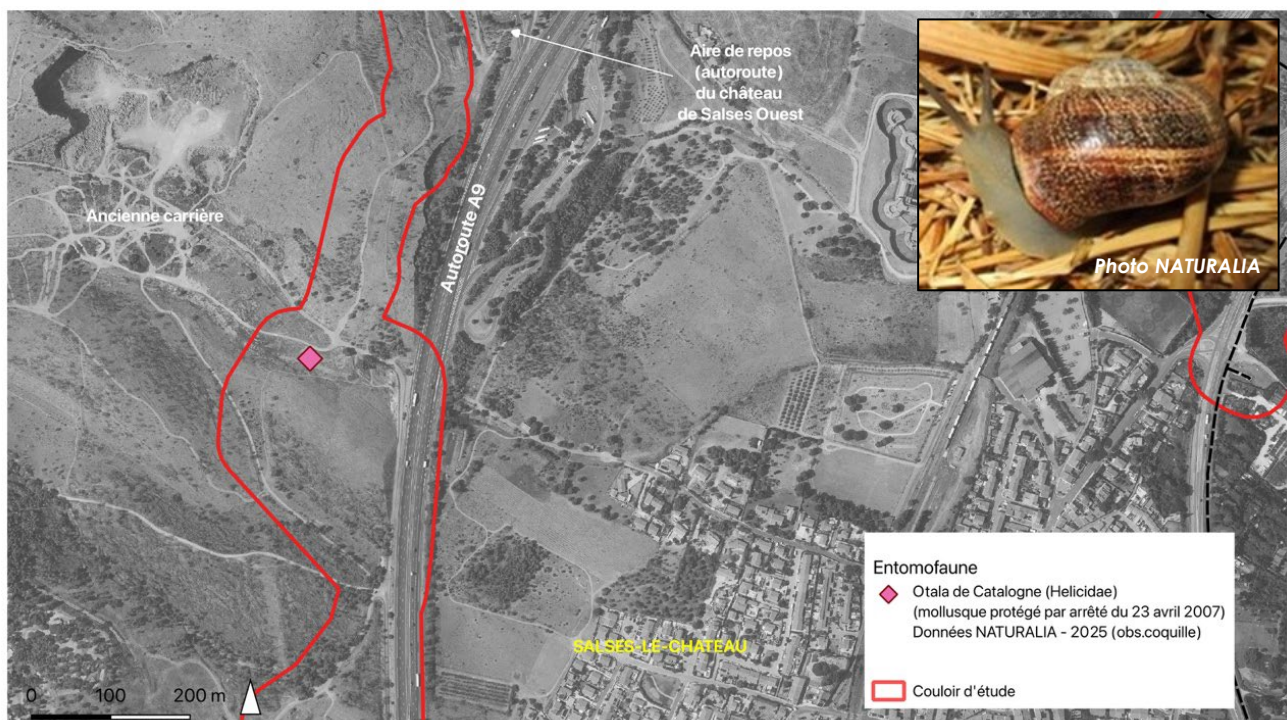 Aire de repos
(autoroute)
du château
de Salses Ouest
Photo NATURALIA
Ancienne carrière
Autoroute A9
SALSES-LE-CHATEAU
Entomofaune
Otala de Catalogne (Helicidae)
(mollusque protégé par arrêté du 23 avril 2007)
Données NATURALIA - 2025 (obs.coquille)
Couloir d'étude
0 100 200 m